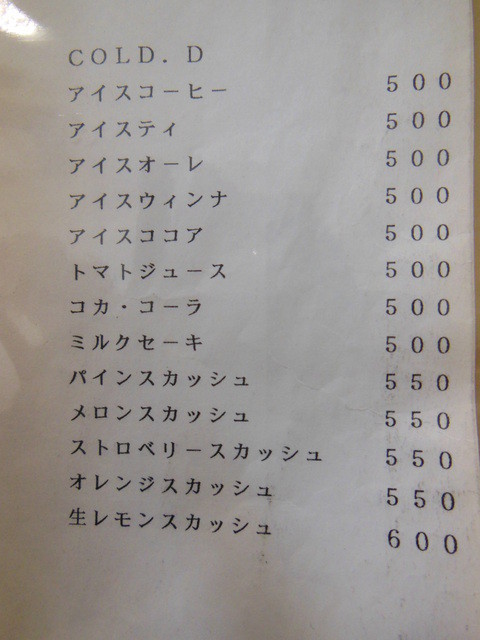 COLD. D
アイスコーヒー 500
アイスティ 500
アイスオーレ 500
アイスウィンナ 500
アイスココア 500
トマトジュース 500
コカ・コーラ 500
ミルクセーキ 500
パインスカッシュ 550
メロンスカッシュ 550
ストロベリースカッシュ 550
オレンジスカッシュ 550
生レモンスカッシュ 600